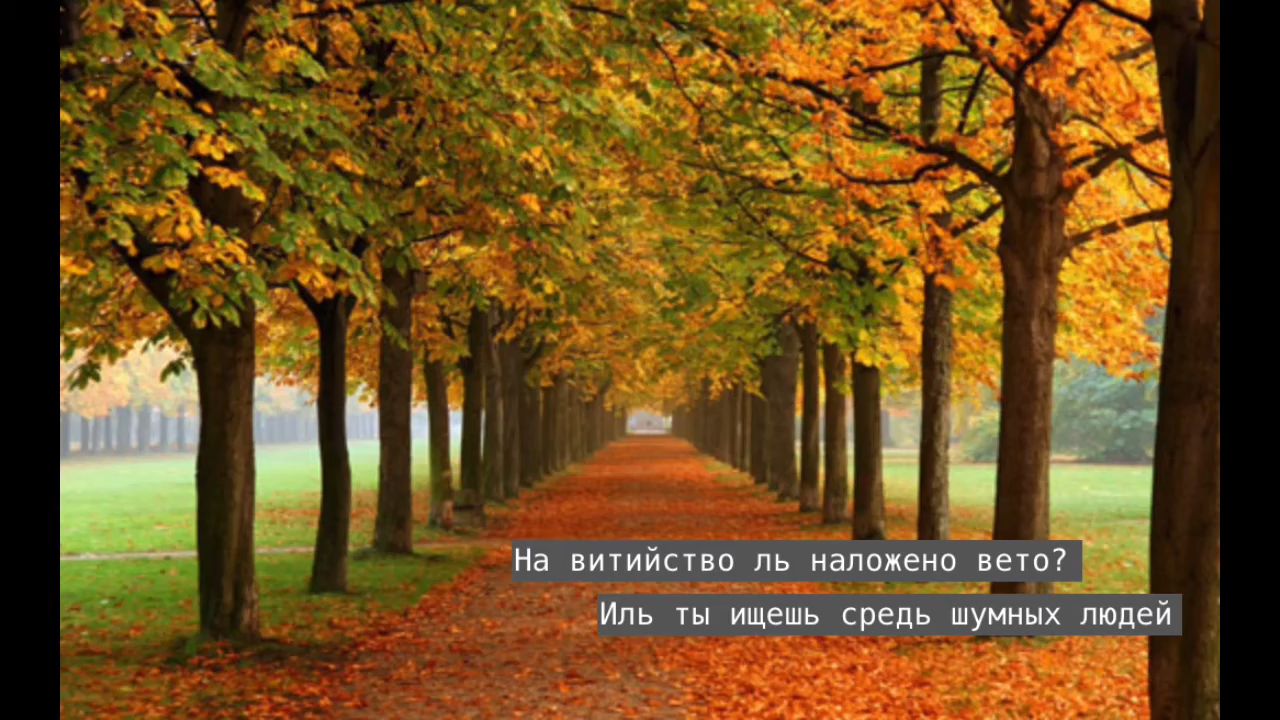 На витийство ль наложено вето?
Иль ты ищешь средь шумных людей